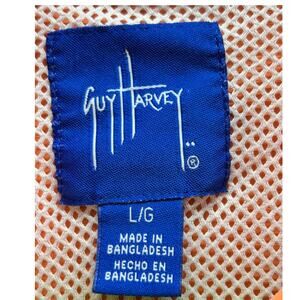 GUY HARVEY
®
L/G
MADE IN
BANGLADESH
HECHO EN
BANGLADESH